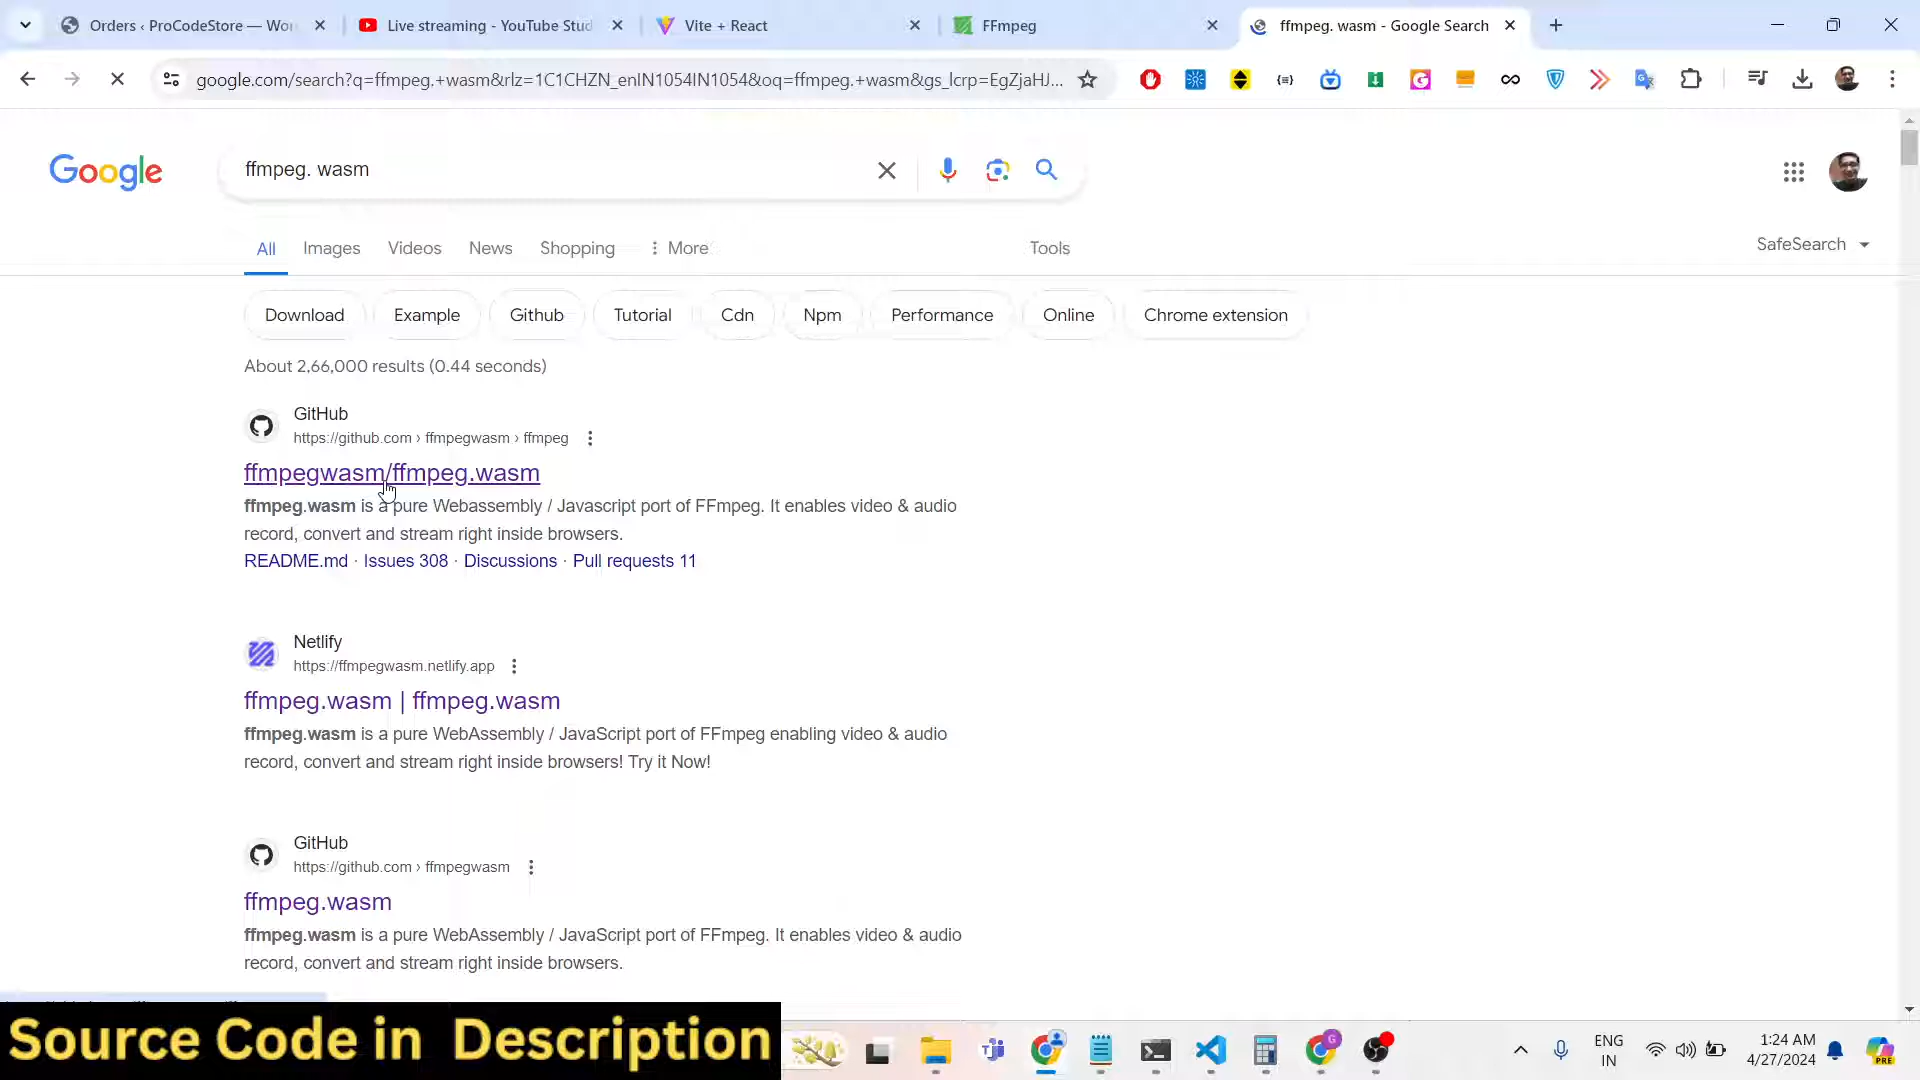 Orders ‹ ProCodeStore — Wor
Live streaming - YouTube Stud
Vite + React
FFmpeg
ffmpeg. wasm - Google Search
google.com/search?q=ffmpeg.+wasm&rlz=1C1CHZN_enIN1054IN1054&oq=ffmpeg.+wasm&gs_lcrp=EgZjaHJ...
Google
ffmpeg. wasm
All
Images
Videos
News
Shopping
More
Tools
SafeSearch
Download
Example
Github
Tutorial
Cdn
Npm
Performance
Online
Chrome extension
About 2,66,000 results (0.44 seconds)
GitHub
https://github.com › ffmpegwasm › ffmpeg
ffmpegwasm/ffmpeg.wasm
ffmpeg.wasm is a pure Webassembly / Javascript port of FFmpeg. It enables video & audio
record, convert and stream right inside browsers.
README.md · Issues 308 · Discussions · Pull requests 11
Netlify
https://ffmpegwasm.netlify.app
ffmpeg.wasm | ffmpeg.wasm
ffmpeg.wasm is a pure WebAssembly / JavaScript port of FFmpeg enabling video & audio
record, convert and stream right inside browsers! Try it Now!
GitHub
https://github.com › ffmpegwasm
ffmpeg.wasm
ffmpeg.wasm is a pure WebAssembly / JavaScript port of FFmpeg. It enables video & audio
record, convert and stream right inside browsers.
Source Code in Description
ENG
IN
1:24 AM
4/27/2024